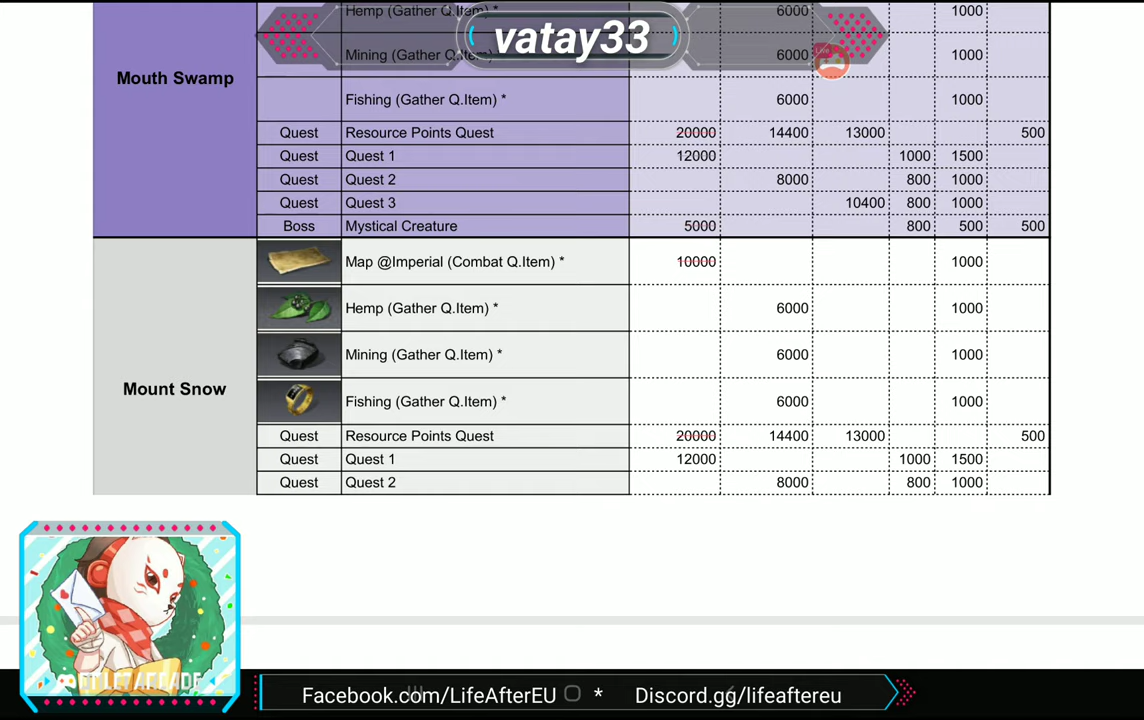 Hemp (Gather Q.Item) * 6000 1000
vatay33
Mining (Gather Q.Item) * 6000 1000
Live
Mouth Swamp
Fishing (Gather Q.Item) * 6000 1000
Quest Resource Points Quest 20000 14400 13000 500
Quest Quest 1 12000 1000 1500
Quest Quest 2 8000 800 1000
Quest Quest 3 10400 800 1000
Boss Mystical Creature 5000 800 500 500
Map @Imperial (Combat Q.Item) * 10000 1000
Hemp (Gather Q.Item) * 6000 1000
Mining (Gather Q.Item) * 6000 1000
Mount Snow
Fishing (Gather Q.Item) * 6000 1000
Quest Resource Points Quest 20000 14400 13000 500
Quest Quest 1 12000 1000 1500
Quest Quest 2 8000 800 1000
Facebook.com/LifeAfterEU * Discord.gg/lifeaftereu